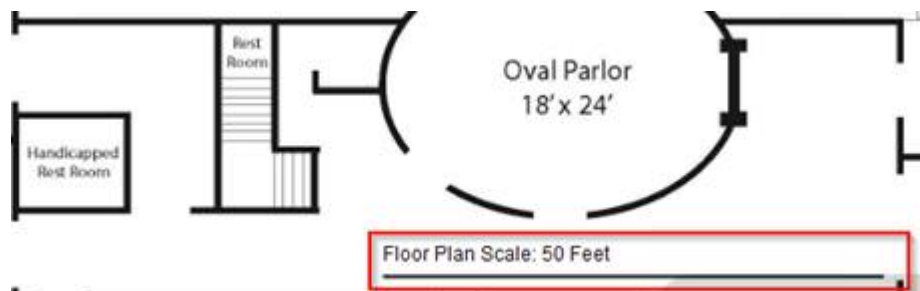 Rest
Room
Oval Parlor
18' x 24'
Handicapped
Rest Room
Floor Plan Scale: 50 Feet